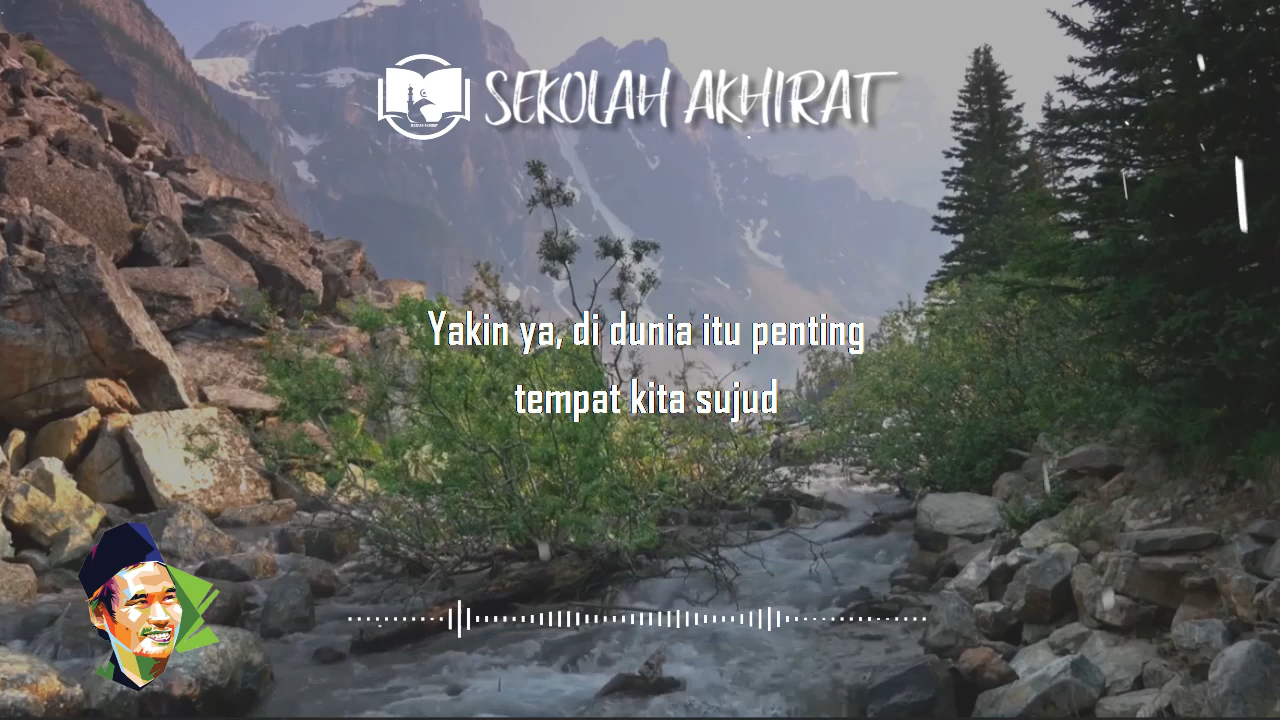 SEKOLAH AKHIRAT
Yakin ya, di dunia itu penting
tempat kita sujud